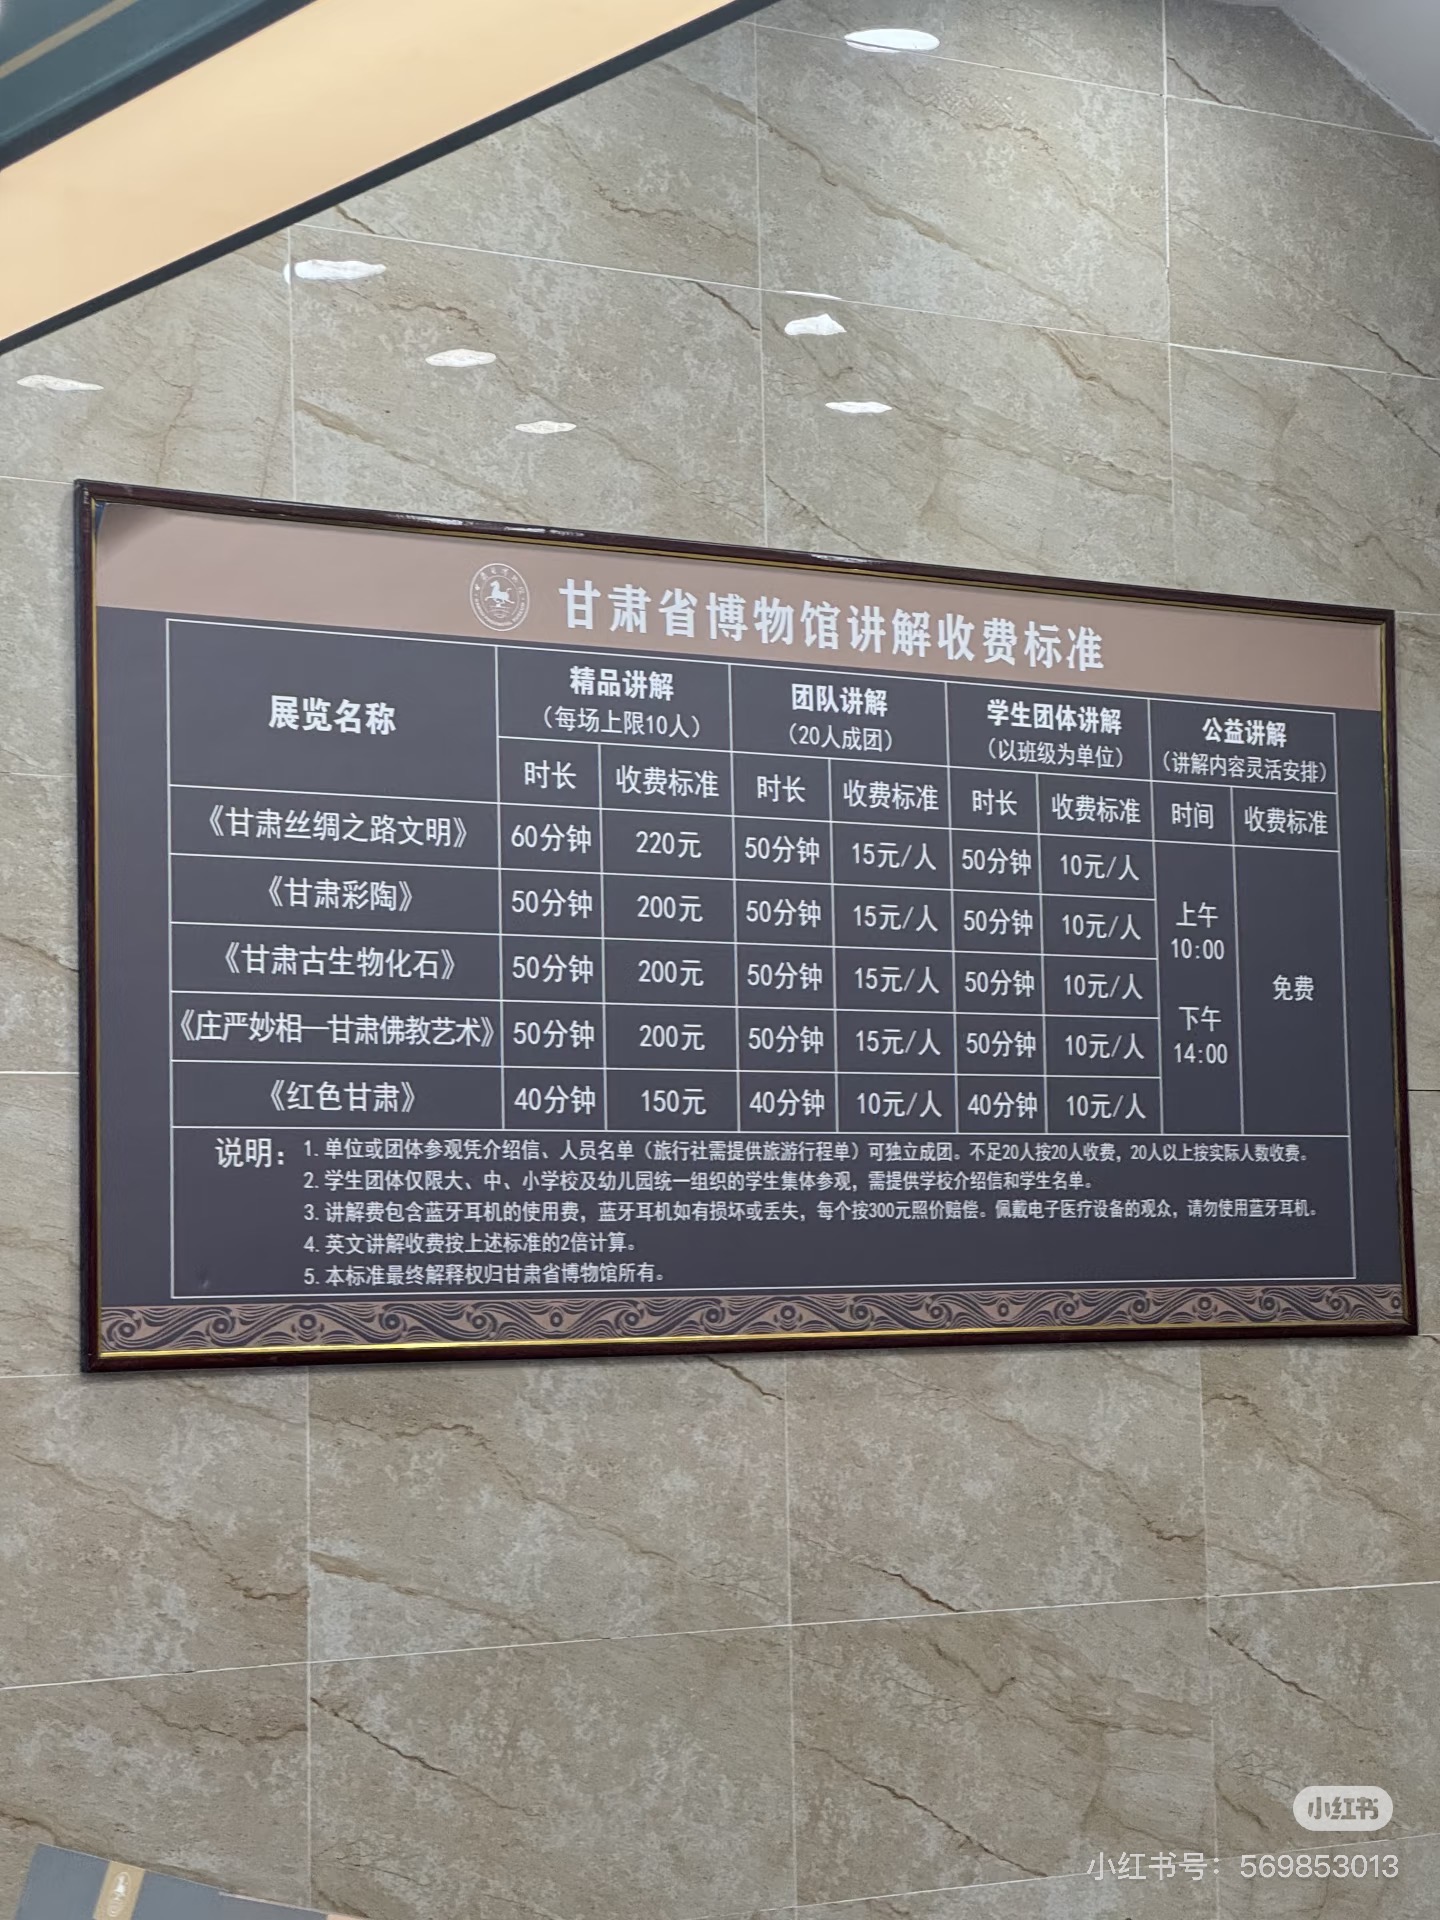 甘肃省博物馆讲解收费标准
展览名称
精品讲解
（每场上限10人）
团队讲解
（20人成团）
学生团体讲解
（以班级为单位）
公益讲解
（讲解内容灵活安排）
时长 收费标准 时长 收费标准 时长 收费标准 时间 收费标准
《甘肃丝绸之路文明》 60分钟 220元 50分钟 15元/人 50分钟 10元/人
《甘肃彩陶》 50分钟 200元 50分钟 15元/人 50分钟 10元/人
《甘肃古生物化石》 50分钟 200元 50分钟 15元/人 50分钟 10元/人
《庄严妙相—甘肃佛教艺术》 50分钟 200元 50分钟 15元/人 50分钟 10元/人
《红色甘肃》 40分钟 150元 40分钟 10元/人 40分钟 10元/人
上午
10:00
下午
14:00
免费
说明：1. 单位或团体参观凭介绍信、人员名单（旅行社需提供旅游行程单）可独立成团。不足20人按20人收费，20人以上按实际人数收费。
2. 学生团体仅限大、中、小学校及幼儿园统一组织的学生集体参观，需提供学校介绍信和学生名单。
3. 讲解费包含蓝牙耳机的使用费，蓝牙耳机如有损坏或丢失，每个按300元照价赔偿。佩戴电子医疗设备的观众，请勿使用蓝牙耳机。
4. 英文讲解收费按上述标准的2倍计算。
5. 本标准最终解释权归甘肃省博物馆所有。
小红书
小红书号：569853013